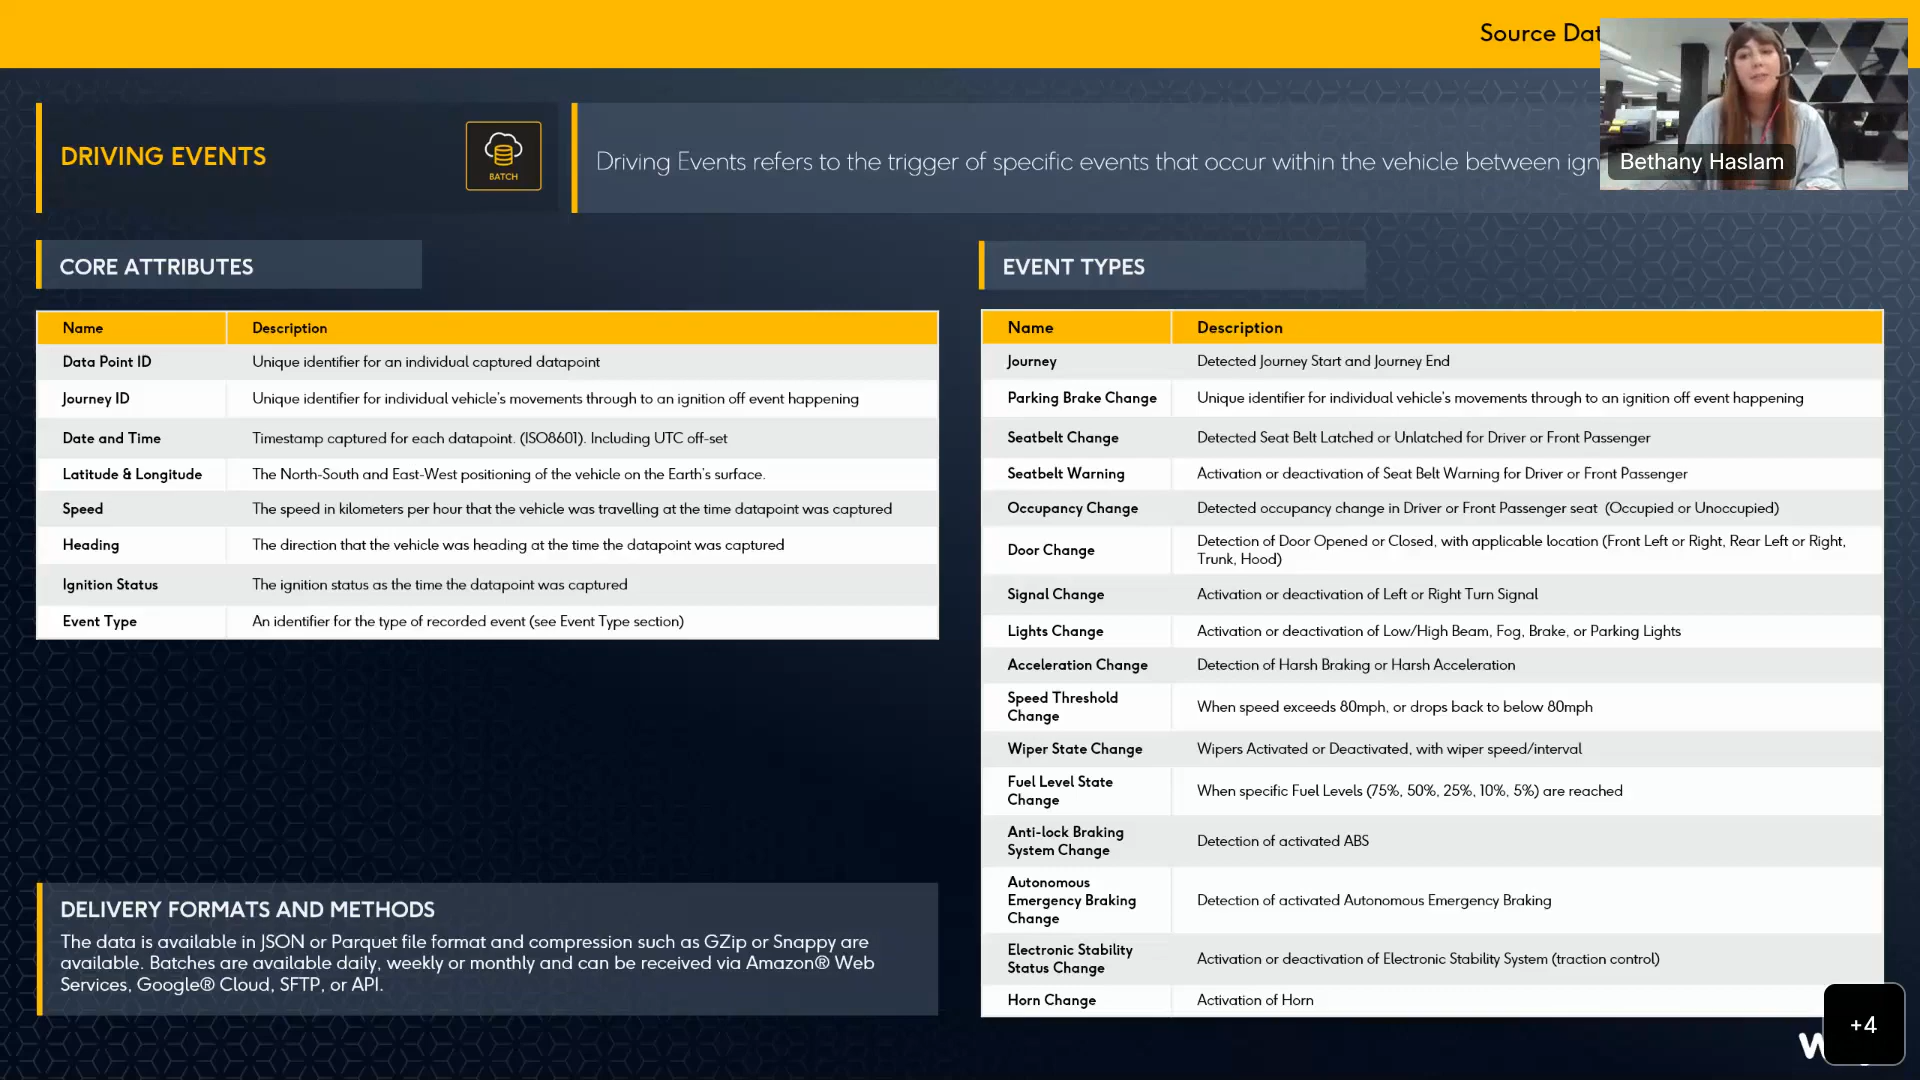 Source Dat
Bethany Haslam
DRIVING EVENTS
BATCH
Driving Events refers to the trigger of specific events that occur within the vehicle between ign
CORE ATTRIBUTES
Name Description
Data Point ID Unique identifier for an individual captured datapoint
Journey ID Unique identifier for individual vehicle's movements through to an ignition off event happening
Date and Time Timestamp captured for each datapoint. (ISO8601). Including UTC off-set
Latitude & Longitude The North-South and East-West positioning of the vehicle on the Earth's surface.
Speed The speed in kilometers per hour that the vehicle was travelling at the time datapoint was captured
Heading The direction that the vehicle was heading at the time the datapoint was captured
Ignition Status The ignition status as the time the datapoint was captured
Event Type An identifier for the type of recorded event (see Event Type section)
DELIVERY FORMATS AND METHODS
The data is available in JSON or Parquet file format and compression such as GZip or Snappy are
available. Batches are available daily, weekly or monthly and can be received via Amazon® Web
Services, Google® Cloud, SFTP, or API.
EVENT TYPES
Name Description
Journey Detected Journey Start and Journey End
Parking Brake Change Unique identifier for individual vehicle's movements through to an ignition off event happening
Seatbelt Change Detected Seat Belt Latched or Unlatched for Driver or Front Passenger
Seatbelt Warning Activation or deactivation of Seat Belt Warning for Driver or Front Passenger
Occupancy Change Detected occupancy change in Driver or Front Passenger seat (Occupied or Unoccupied)
Door Change Detection of Door Opened or Closed, with applicable location (Front Left or Right, Rear Left or Right,
Trunk, Hood)
Signal Change Activation or deactivation of Left or Right Turn Signal
Lights Change Activation or deactivation of Low/High Beam, Fog, Brake, or Parking Lights
Acceleration Change Detection of Harsh Braking or Harsh Acceleration
Speed Threshold
Change When speed exceeds 80mph, or drops back to below 80mph
Wiper State Change Wipers Activated or Deactivated, with wiper speed/interval
Fuel Level State
Change When specific Fuel Levels (75%, 50%, 25%, 10%, 5%) are reached
Anti-lock Braking
System Change Detection of activated ABS
Autonomous
Emergency Braking Detection of activated Autonomous Emergency Braking
Change
Electronic Stability
Status Change Activation or deactivation of Electronic Stability System (traction control)
Horn Change Activation of Horn
+4